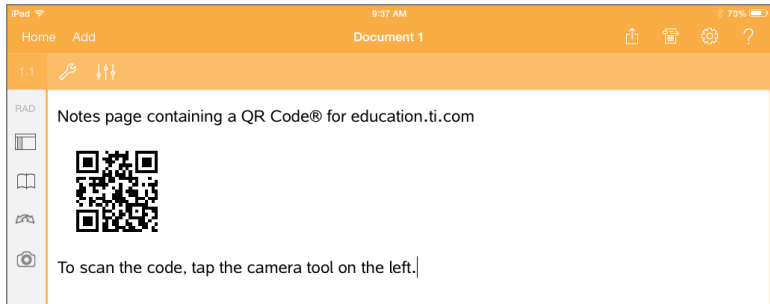 iPad 9:37 AM 73%
Home Add Document 1 ?
1.1
RAD
Notes page containing a QR Code® for education.ti.com
To scan the code, tap the camera tool on the left.